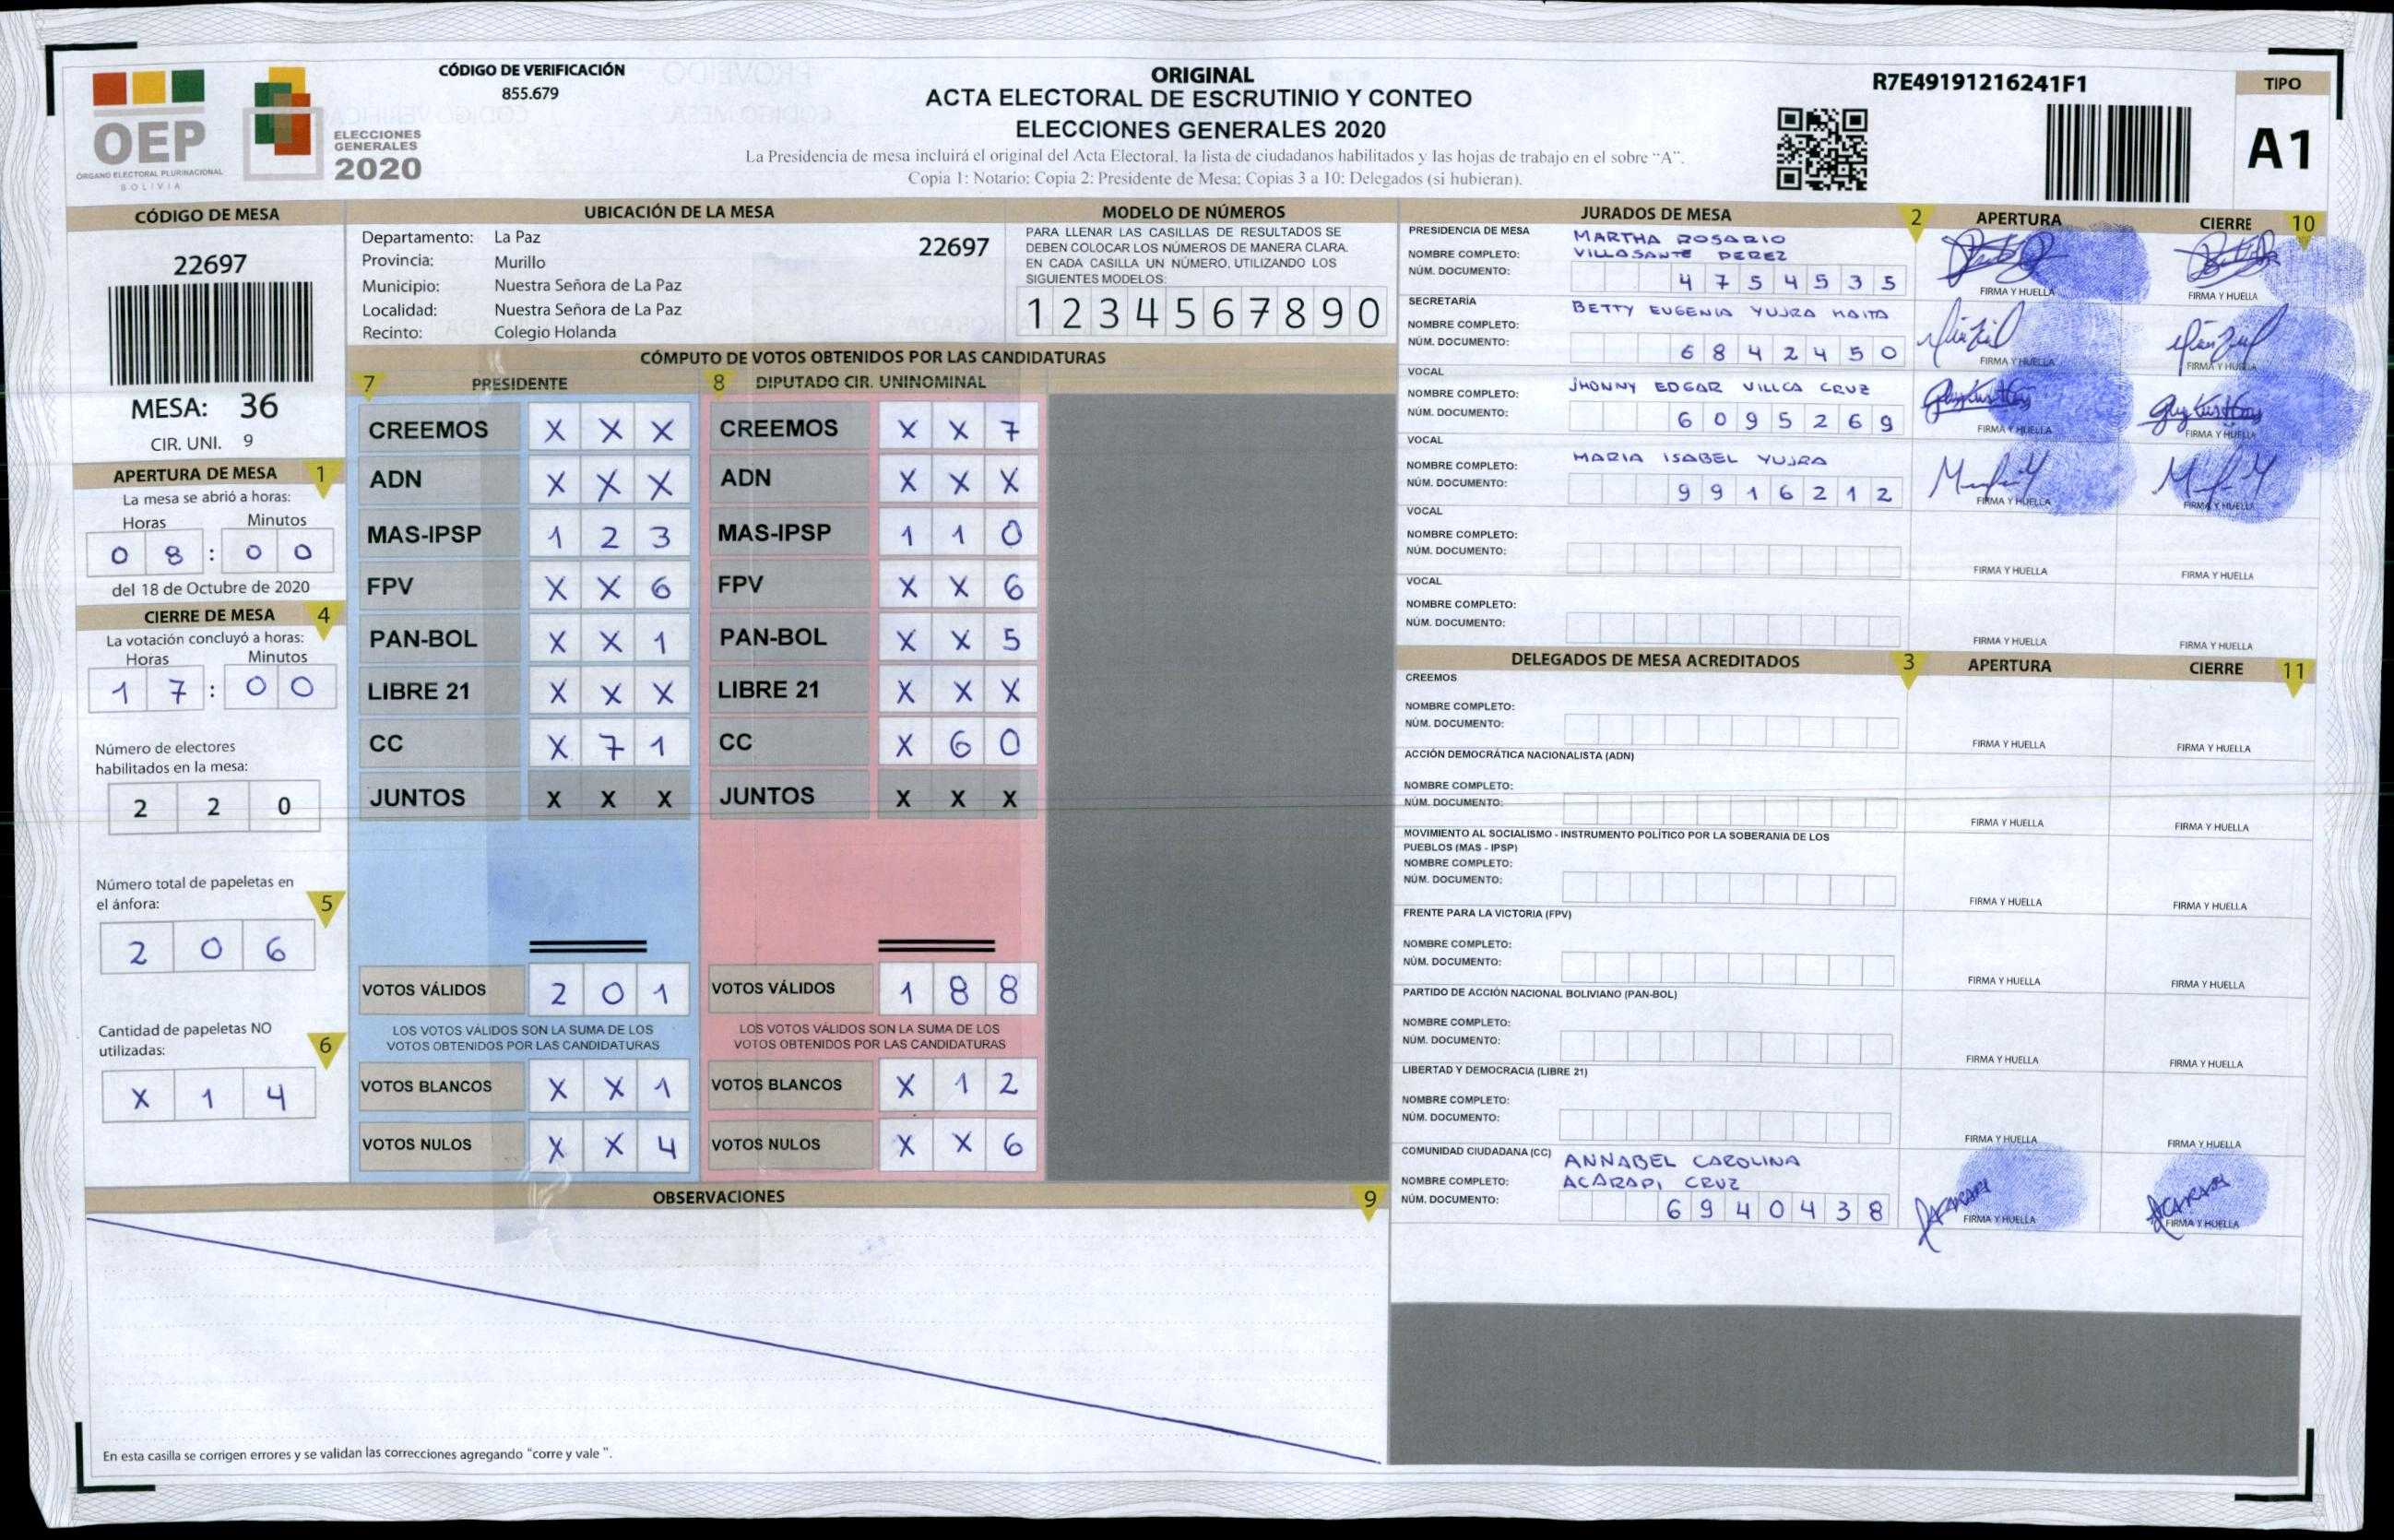 CÓDIGO DE VERIFICACIÓN
855.679
OEP
ÓRGANO ELECTORAL PLURINACIONAL
BOLIVIA
ELECCIONES
GENERALES
2020
ORIGINAL
ACTA ELECTORAL DE ESCRUTINIO Y CONTEO
ELECCIONES GENERALES 2020
La Presidencia de mesa incluirá el original del Acta Electoral, la lista de ciudadanos habilitados y las hojas de trabajo en el sobre "A".
Copia 1: Notario; Copia 2: Presidente de Mesa; Copias 3 a 10: Delegados (si hubieran).
R7E49191216241F1
TIPO
A1
CÓDIGO DE MESA
22697
MESA: 36
CIR. UNI. 9
APERTURA DE MESA 1
La mesa se abrió a horas:
Horas Minutos
0 8 : 0 0
del 18 de Octubre de 2020
CIERRE DE MESA 4
La votación concluyó a horas:
Horas Minutos
1 7 : 0 0
Número de electores
habilitados en la mesa:
2 2 0
Número total de papeletas en
el ánfora: 5
2 0 6
Cantidad de papeletas NO
utilizadas: 6
X 1 4
UBICACIÓN DE LA MESA
Departamento: La Paz 22697
Provincia: Murillo
Municipio: Nuestra Señora de La Paz
Localidad: Nuestra Señora de La Paz
Recinto: Colegio Holanda
MODELO DE NÚMEROS
PARA LLENAR LAS CASILLAS DE RESULTADOS SE
DEBEN COLOCAR LOS NÚMEROS DE MANERA CLARA.
EN CADA CASILLA UN NÚMERO, UTILIZANDO LOS
SIGUIENTES MODELOS:
1 2 3 4 5 6 7 8 9 0
CÓMPUTO DE VOTOS OBTENIDOS POR LAS CANDIDATURAS
7 PRESIDENTE 8 DIPUTADO CIR. UNINOMINAL
CREEMOS X X X CREEMOS X X 7
ADN X X X ADN X X X
MAS-IPSP 1 2 3 MAS-IPSP 1 1 0
FPV X X 6 FPV X X 6
PAN-BOL X X 1 PAN-BOL X X 5
LIBRE 21 X X X LIBRE 21 X X X
CC X 7 1 CC X 6 0
JUNTOS X X X JUNTOS X X X
VOTOS VÁLIDOS 2 0 1 VOTOS VÁLIDOS 1 8 8
LOS VOTOS VÁLIDOS SON LA SUMA DE LOS LOS VOTOS VÁLIDOS SON LA SUMA DE LOS
VOTOS OBTENIDOS POR LAS CANDIDATURAS VOTOS OBTENIDOS POR LAS CANDIDATURAS
VOTOS BLANCOS X X 1 VOTOS BLANCOS X 1 2
VOTOS NULOS X X 4 VOTOS NULOS X X 6
OBSERVACIONES 9
En esta casilla se corrigen errores y se validan las correcciones agregando "corre y vale ".
JURADOS DE MESA 2 APERTURA CIERRE 10
PRESIDENCIA DE MESA
NOMBRE COMPLETO: MARTHA ROSARIO
VILLASANTE PEREZ
NÚM. DOCUMENTO: 4 7 5 4 5 3 5
FIRMA Y HUELLA FIRMA Y HUELLA
SECRETARÍA
NOMBRE COMPLETO: BETTY EUGENIA YUJRA MAITA
NÚM. DOCUMENTO: 6 8 4 2 4 5 0
FIRMA Y HUELLA FIRMA Y HUELLA
VOCAL
NOMBRE COMPLETO: JHONNY EDGAR VILLCA CRUZ
NÚM. DOCUMENTO: 6 0 9 5 2 6 9
FIRMA Y HUELLA FIRMA Y HUELLA
VOCAL
NOMBRE COMPLETO: MARIA ISABEL YUJRA
NÚM. DOCUMENTO: 9 9 1 6 2 1 2
FIRMA Y HUELLA FIRMA Y HUELLA
VOCAL
NOMBRE COMPLETO:
NÚM. DOCUMENTO:
FIRMA Y HUELLA FIRMA Y HUELLA
VOCAL
NOMBRE COMPLETO:
NÚM. DOCUMENTO:
FIRMA Y HUELLA FIRMA Y HUELLA
DELEGADOS DE MESA ACREDITADOS 3 APERTURA CIERRE 11
CREEMOS
NOMBRE COMPLETO:
NÚM. DOCUMENTO:
FIRMA Y HUELLA FIRMA Y HUELLA
ACCIÓN DEMOCRÁTICA NACIONALISTA (ADN)
NOMBRE COMPLETO:
NÚM. DOCUMENTO:
FIRMA Y HUELLA FIRMA Y HUELLA
MOVIMIENTO AL SOCIALISMO - INSTRUMENTO POLÍTICO POR LA SOBERANIA DE LOS
PUEBLOS (MAS - IPSP)
NOMBRE COMPLETO:
NÚM. DOCUMENTO:
FIRMA Y HUELLA FIRMA Y HUELLA
FRENTE PARA LA VICTORIA (FPV)
NOMBRE COMPLETO:
NÚM. DOCUMENTO:
FIRMA Y HUELLA FIRMA Y HUELLA
PARTIDO DE ACCIÓN NACIONAL BOLIVIANO (PAN-BOL)
NOMBRE COMPLETO:
NÚM. DOCUMENTO:
FIRMA Y HUELLA FIRMA Y HUELLA
LIBERTAD Y DEMOCRACIA (LIBRE 21)
NOMBRE COMPLETO:
NÚM. DOCUMENTO:
FIRMA Y HUELLA FIRMA Y HUELLA
COMUNIDAD CIUDADANA (CC)
NOMBRE COMPLETO: ANNABEL CAROLINA
ACARAPI CRUZ
NÚM. DOCUMENTO: 6 9 4 0 4 3 8
FIRMA Y HUELLA FIRMA Y HUELLA